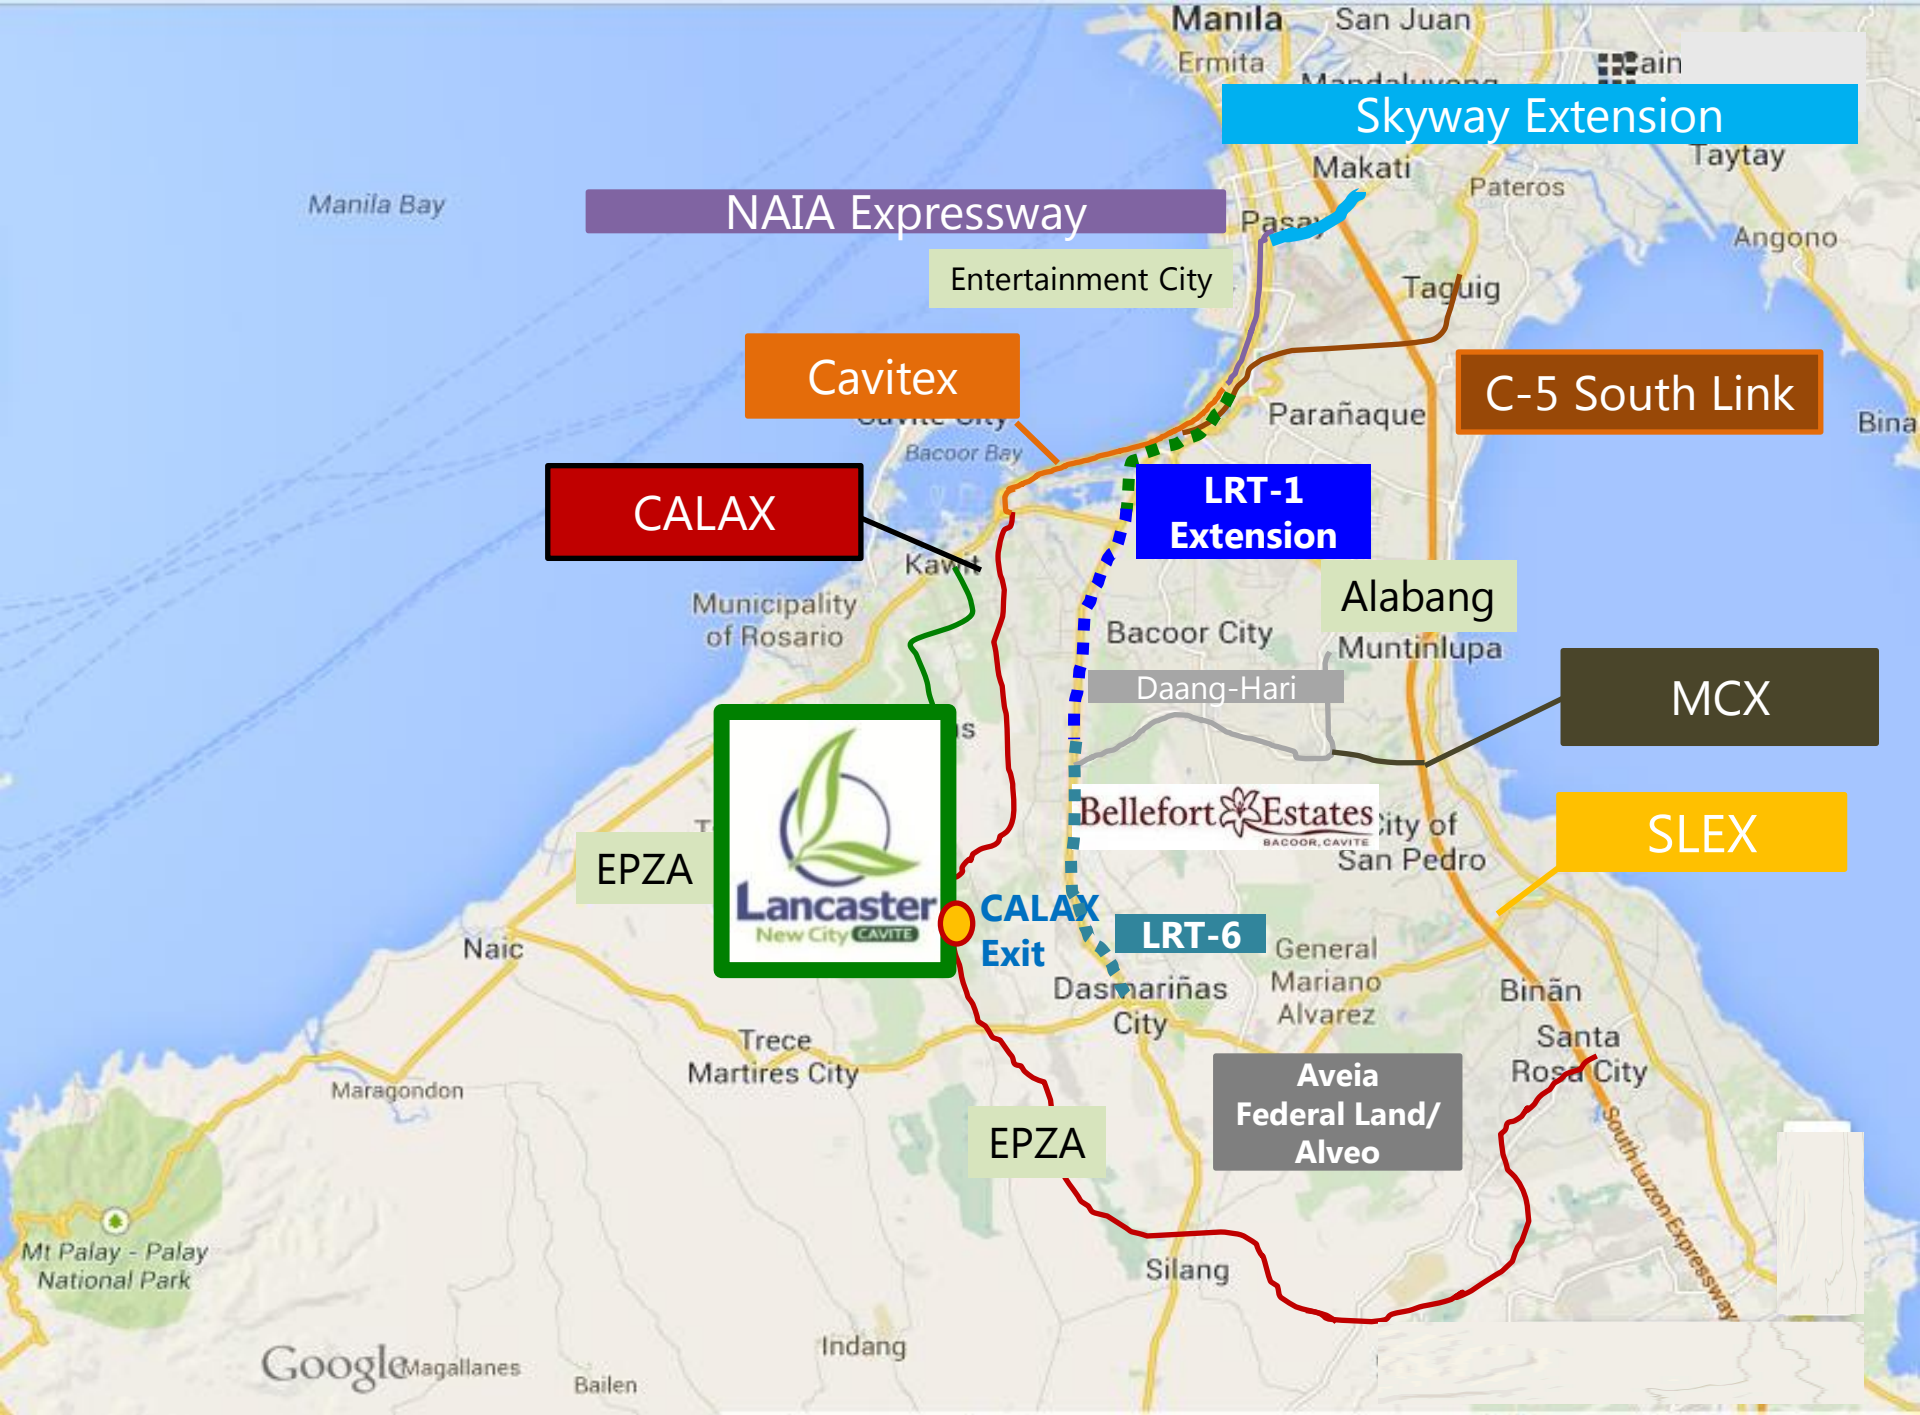 Manila
San Juan
Ermita
Skyway Extension
Makati
Taytay
Pateros
Manila Bay
NAIA Expressway
Pasay
Angono
Entertainment City
Taguig
Cavitex
C-5 South Link
Parañaque
Bacoor Bay
LRT-1
Extension
CALAX
Kawit
Alabang
Municipality
of Rosario
Bacoor City
Muntinlupa
Daang-Hari
MCX
Bellefort Estates
BACOOR, CAVITE
City of
San Pedro
SLEX
EPZA
Lancaster
New City CAVITE
CALAX
Exit
LRT-6
Naic
General
Mariano
Alvarez
Dasmariñas
City
Binãn
Trece
Martires City
Santa
Rosa City
Maragondon
Aveia
Federal Land/
Alveo
EPZA
South Luzon Expressway
Mt Palay - Palay
National Park
Silang
Indang
Google
Magallanes
Bailen